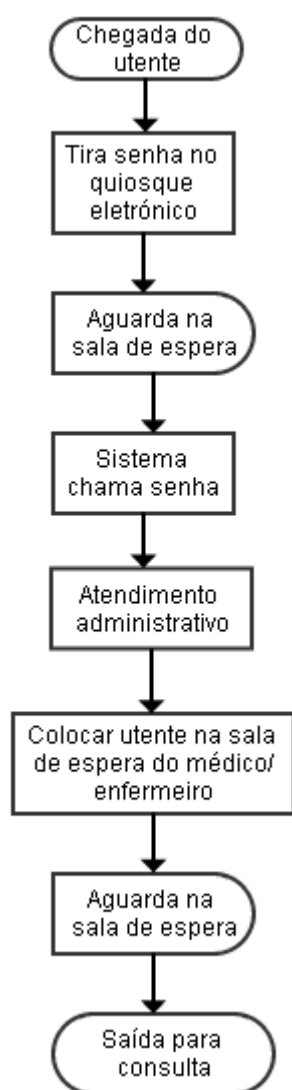 Chegada do
utente
Tira senha no
quiosque
eletrónico
Aguarda na
sala de espera
Sistema
chama senha
Atendimento
administrativo
Colocar utente na sala
de espera do médico/
enfermeiro
Aguarda na
sala de espera
Saída para
consulta